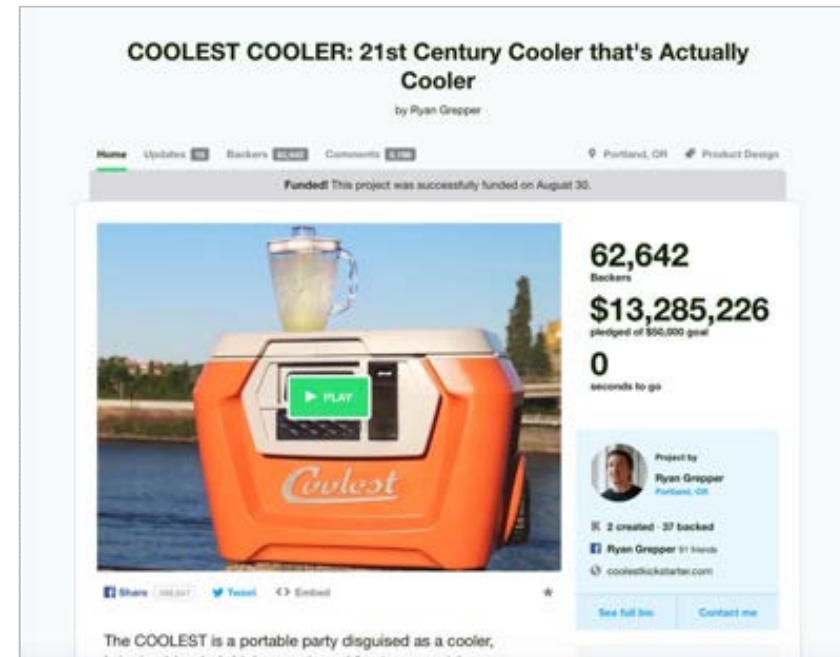 COOLEST COOLER: 21st Century Cooler that's Actually
Cooler
by Ryan Grepper
Home Updates Backers Comments Portland, OR Product Design
Funded! This project was successfully funded on August 30.
PLAY
Coolest
62,642
Backers
$13,285,226
pledged of $50,000 goal
0
seconds to go
Project by
Ryan Grepper
Portland, OR
2 created · 37 backed
Ryan Grepper 91 friends
coolestkickstarter.com
See full bio Contact me
Share Tweet <> Embed
The COOLEST is a portable party disguised as a cooler,